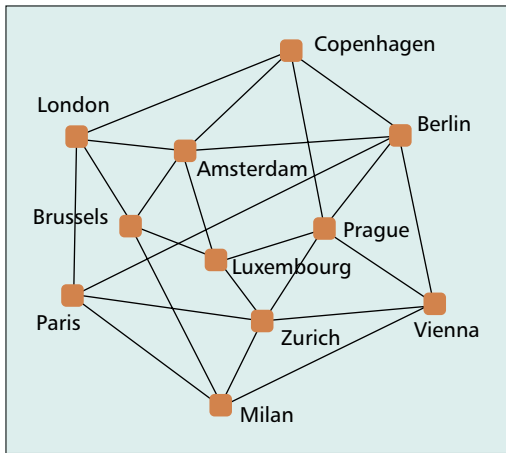 Copenhagen
London
Berlin
Amsterdam
Brussels
Prague
Luxembourg
Paris
Zurich
Vienna
Milan